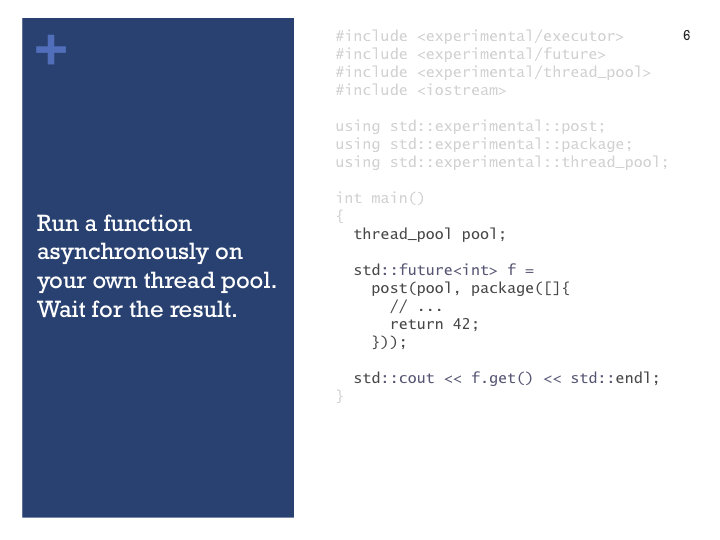 +
Run a function
asynchronously on
your own thread pool.
Wait for the result.
#include <experimental/executor>
#include <experimental/future>
#include <experimental/thread_pool>
#include <iostream>
using std::experimental::post;
using std::experimental::package;
using std::experimental::thread_pool;
int main()
{
thread_pool pool;
std::future<int> f =
post(pool, package([]{
// ...
return 42;
}));
std::cout << f.get() << std::endl;
}
6